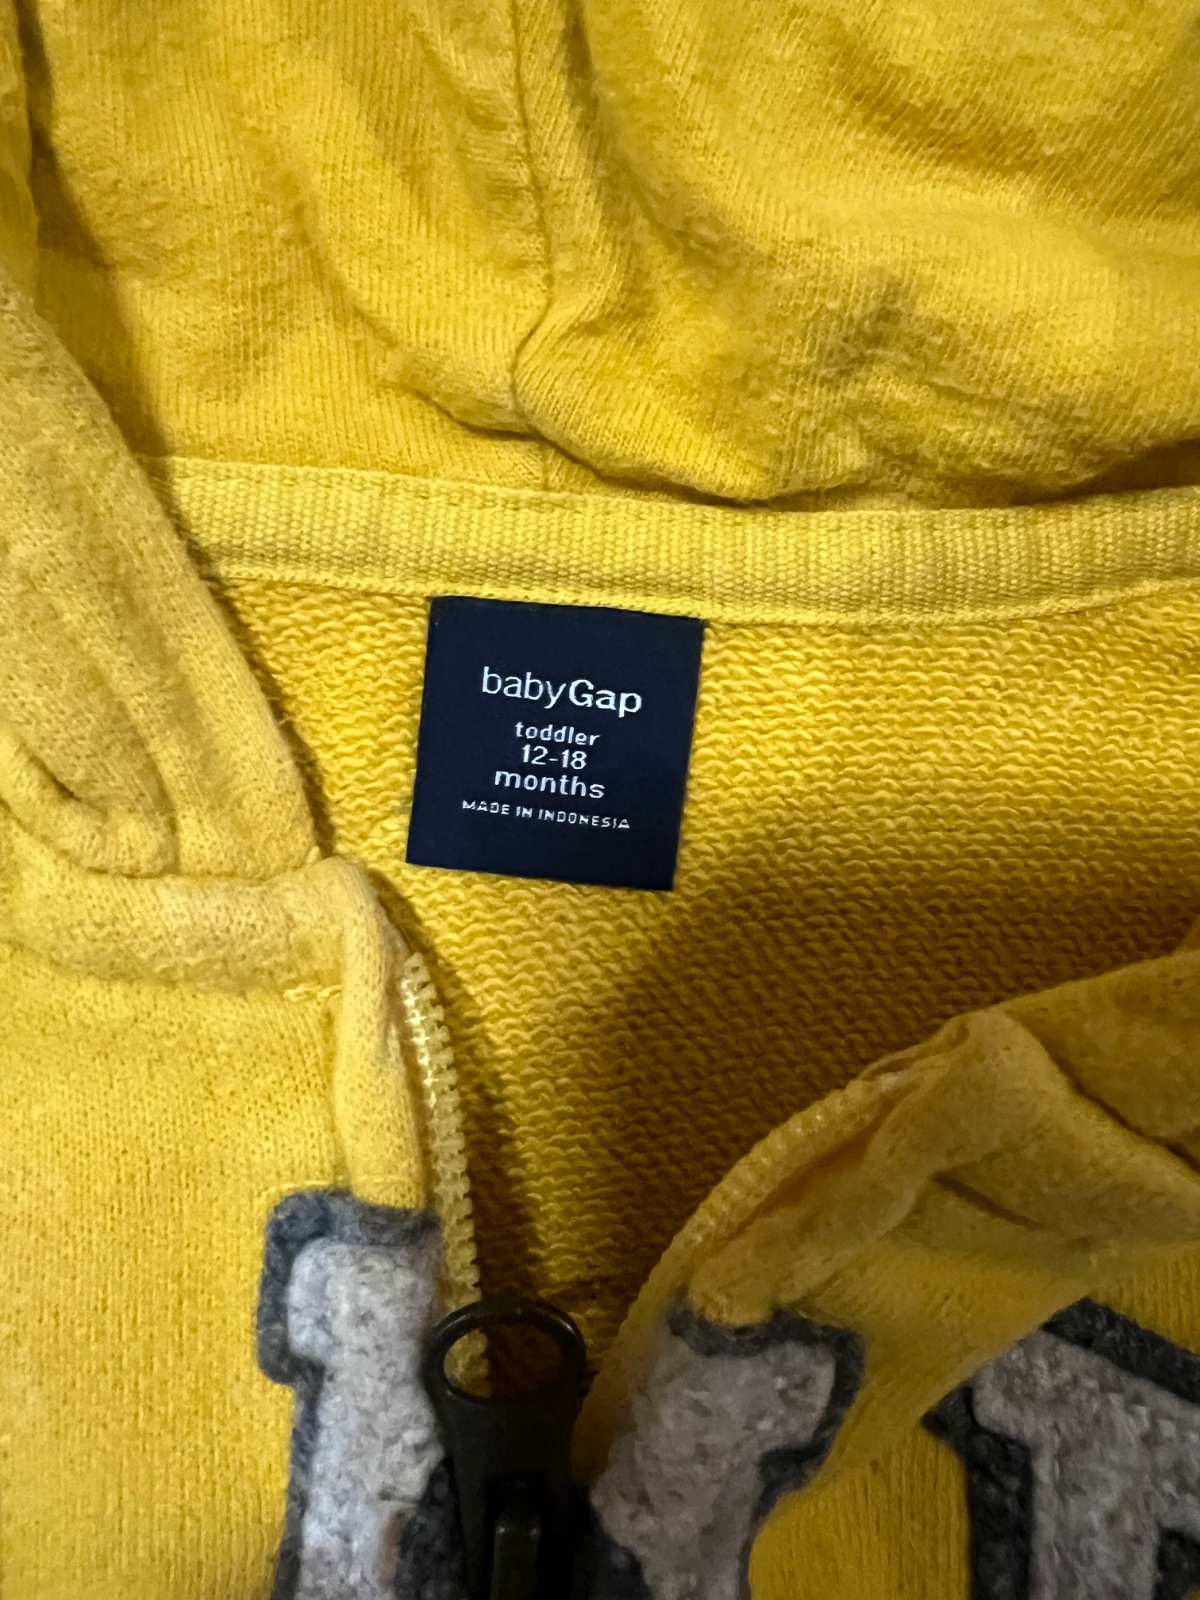 babyGap
toddler
12-18
months
MADE IN INDONESIA